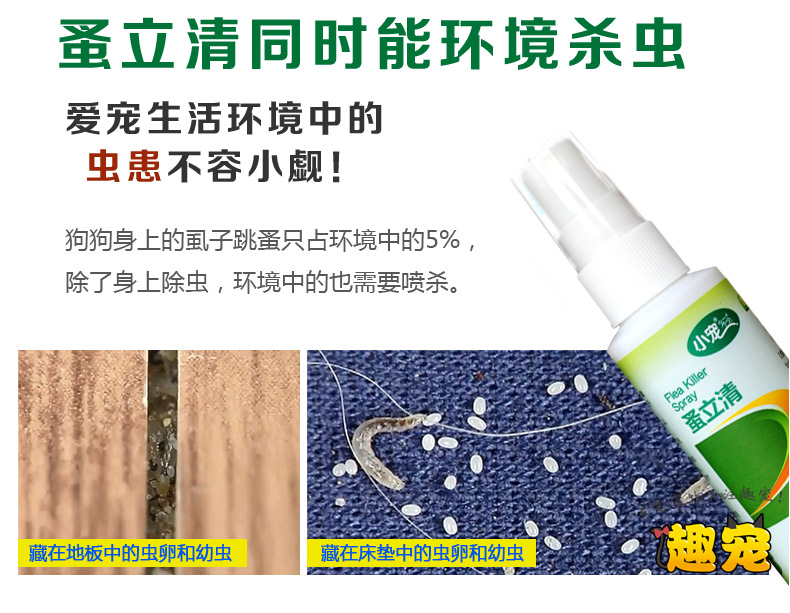 蚤立清同时能环境杀虫
爱宠生活环境中的
虫患不容小觑！
狗狗身上的虱子跳蚤只占环境中的5%，
除了身上除虫，环境中的也需要喷杀。
小宠
Flea Killer
Spray
蚤立清
注趣宠！
藏在地板中的虫卵和幼虫
藏在床垫中的虫卵和幼虫
趣宠